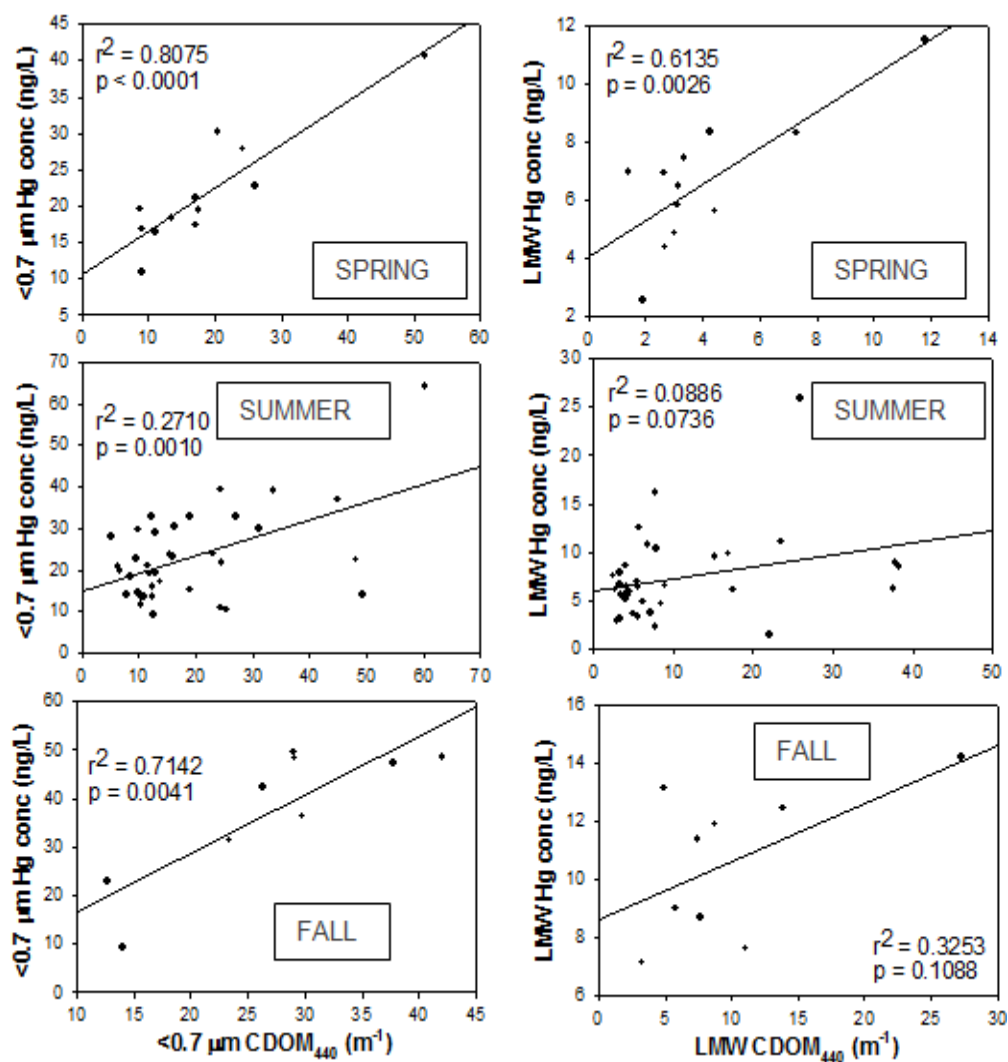 <0.7 µm Hg conc (ng/L)
45
40
35
30
25
20
15
10
5
r2 = 0.8075
p < 0.0001
SPRING
0 10 20 30 40 50 60
LMW Hg conc (ng/L)
12
10
8
6
4
2
r2 = 0.6135
p = 0.0026
SPRING
0 2 4 6 8 10 12 14
<0.7 µm Hg conc (ng/L)
70
60
50
40
30
20
10
0
r2 = 0.2710
p = 0.0010
SUMMER
0 10 20 30 40 50 60 70
LMW Hg conc (ng/L)
30
25
20
15
10
5
0
r2 = 0.0886
p = 0.0736
SUMMER
0 10 20 30 40 50
<0.7 µm Hg conc (ng/L)
60
50
40
30
20
10
0
r2 = 0.7142
p = 0.0041
FALL
10 15 20 25 30 35 40 45
<0.7 µm CDOM440 (m-1)
LMW Hg conc (ng/L)
16
14
12
10
8
6
FALL
r2 = 0.3253
p = 0.1088
0 5 10 15 20 25 30
LMW CDOM440 (m-1)